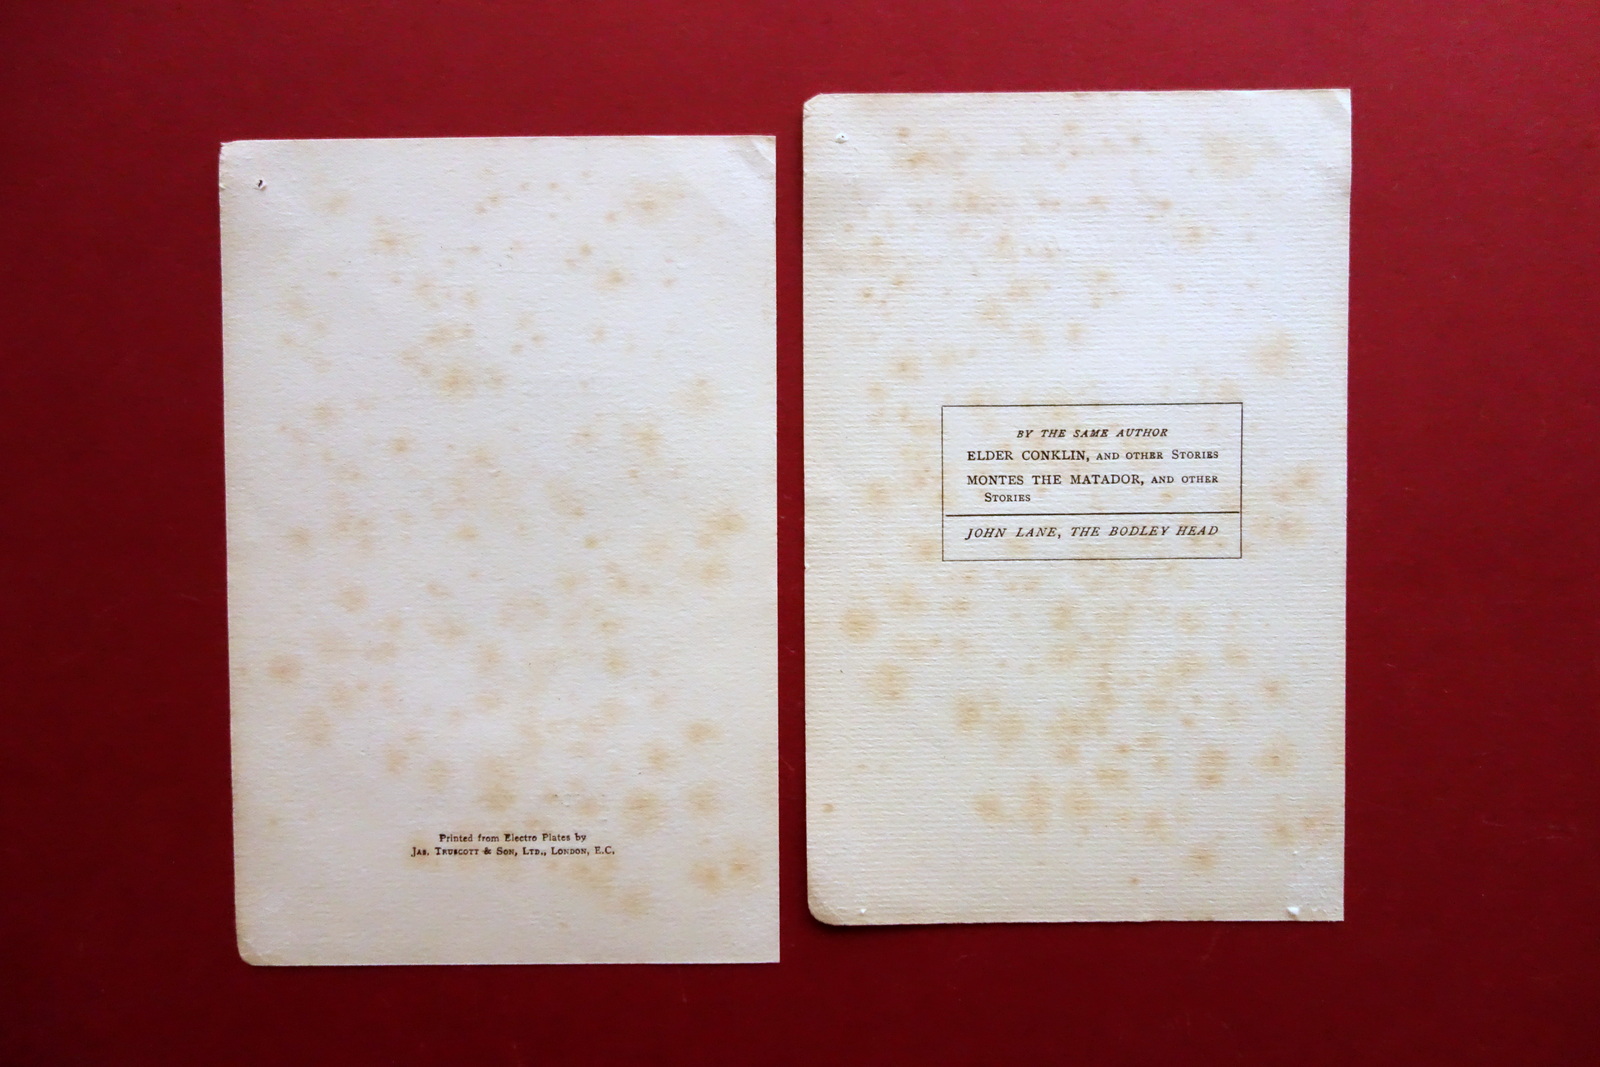 Printed from Electro Plates by
Jas. Truscott & Son, Ltd., London, E.C.
BY THE SAME AUTHOR
ELDER CONKLIN, AND OTHER STORIES
MONTES THE MATADOR, AND OTHER
STORIES
JOHN LANE, THE BODLEY HEAD